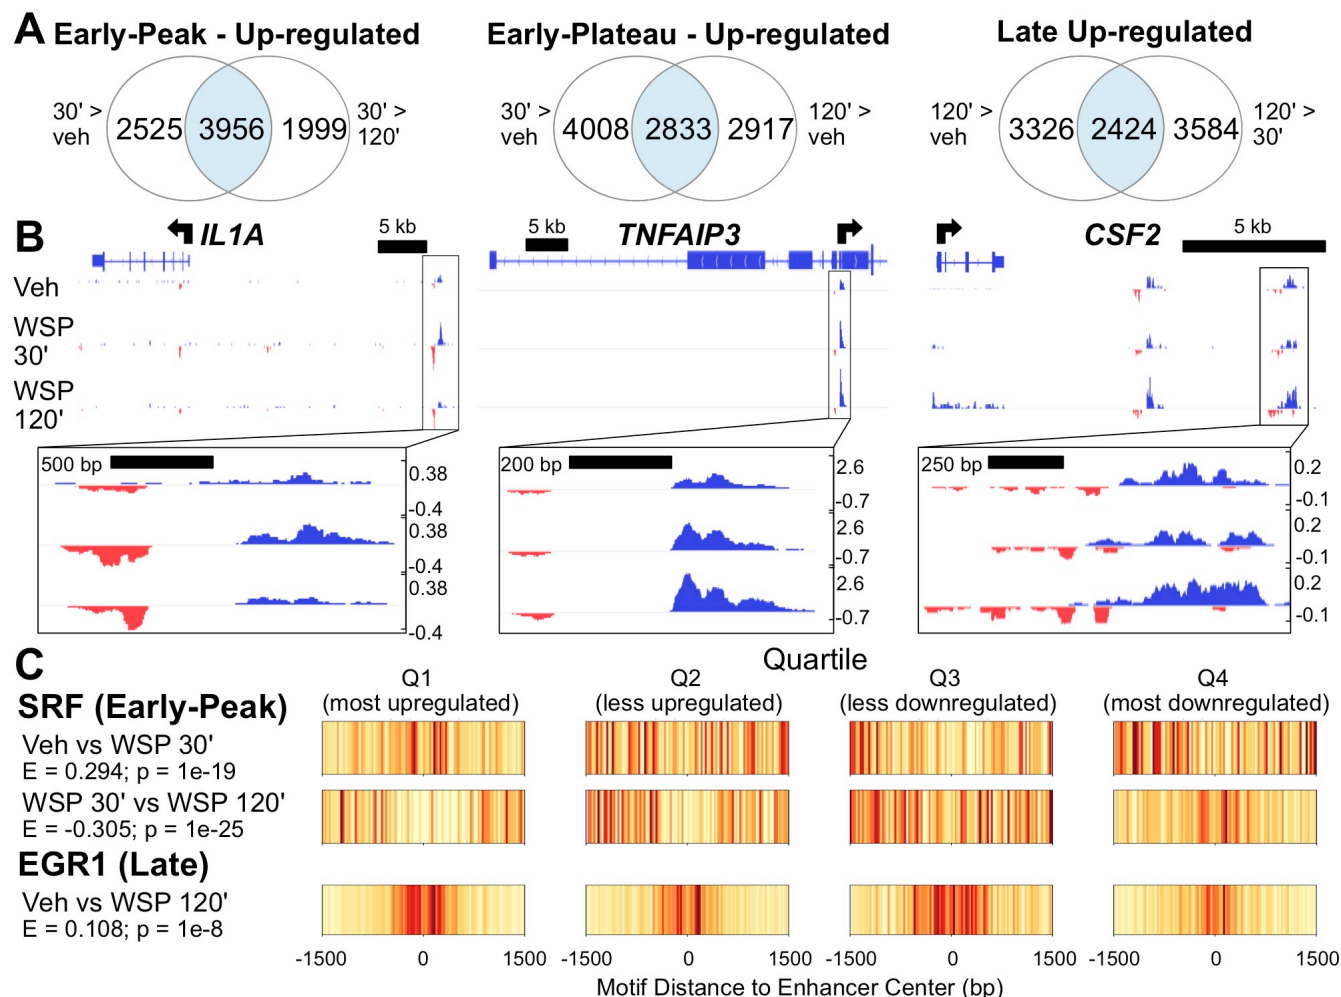 A
Early-Peak - Up-regulated
Early-Plateau - Up-regulated
Late Up-regulated
30' > veh
2525
3956
1999
30' > 120'
30' > veh
4008
2833
2917
120' > veh
120' > veh
3326
2424
3584
120' > 30'
B
IL1A
5 kb
5 kb
TNFAIP3
CSF2
5 kb
Veh
WSP 30'
WSP 120'
500 bp
0.38
-0.4
0.38
-0.4
0.38
-0.4
200 bp
2.6
-0.7
2.6
-0.7
2.6
-0.7
250 bp
0.2
-0.1
0.2
-0.1
0.2
-0.1
C
Quartile
Q1 (most upregulated)
Q2 (less upregulated)
Q3 (less downregulated)
Q4 (most downregulated)
SRF (Early-Peak)
Veh vs WSP 30'
E = 0.294; p = 1e-19
WSP 30' vs WSP 120'
E = -0.305; p = 1e-25
EGR1 (Late)
Veh vs WSP 120'
E = 0.108; p = 1e-8
-1500 0 1500 -1500 0 1500 -1500 0 1500 -1500 0 1500
Motif Distance to Enhancer Center (bp)